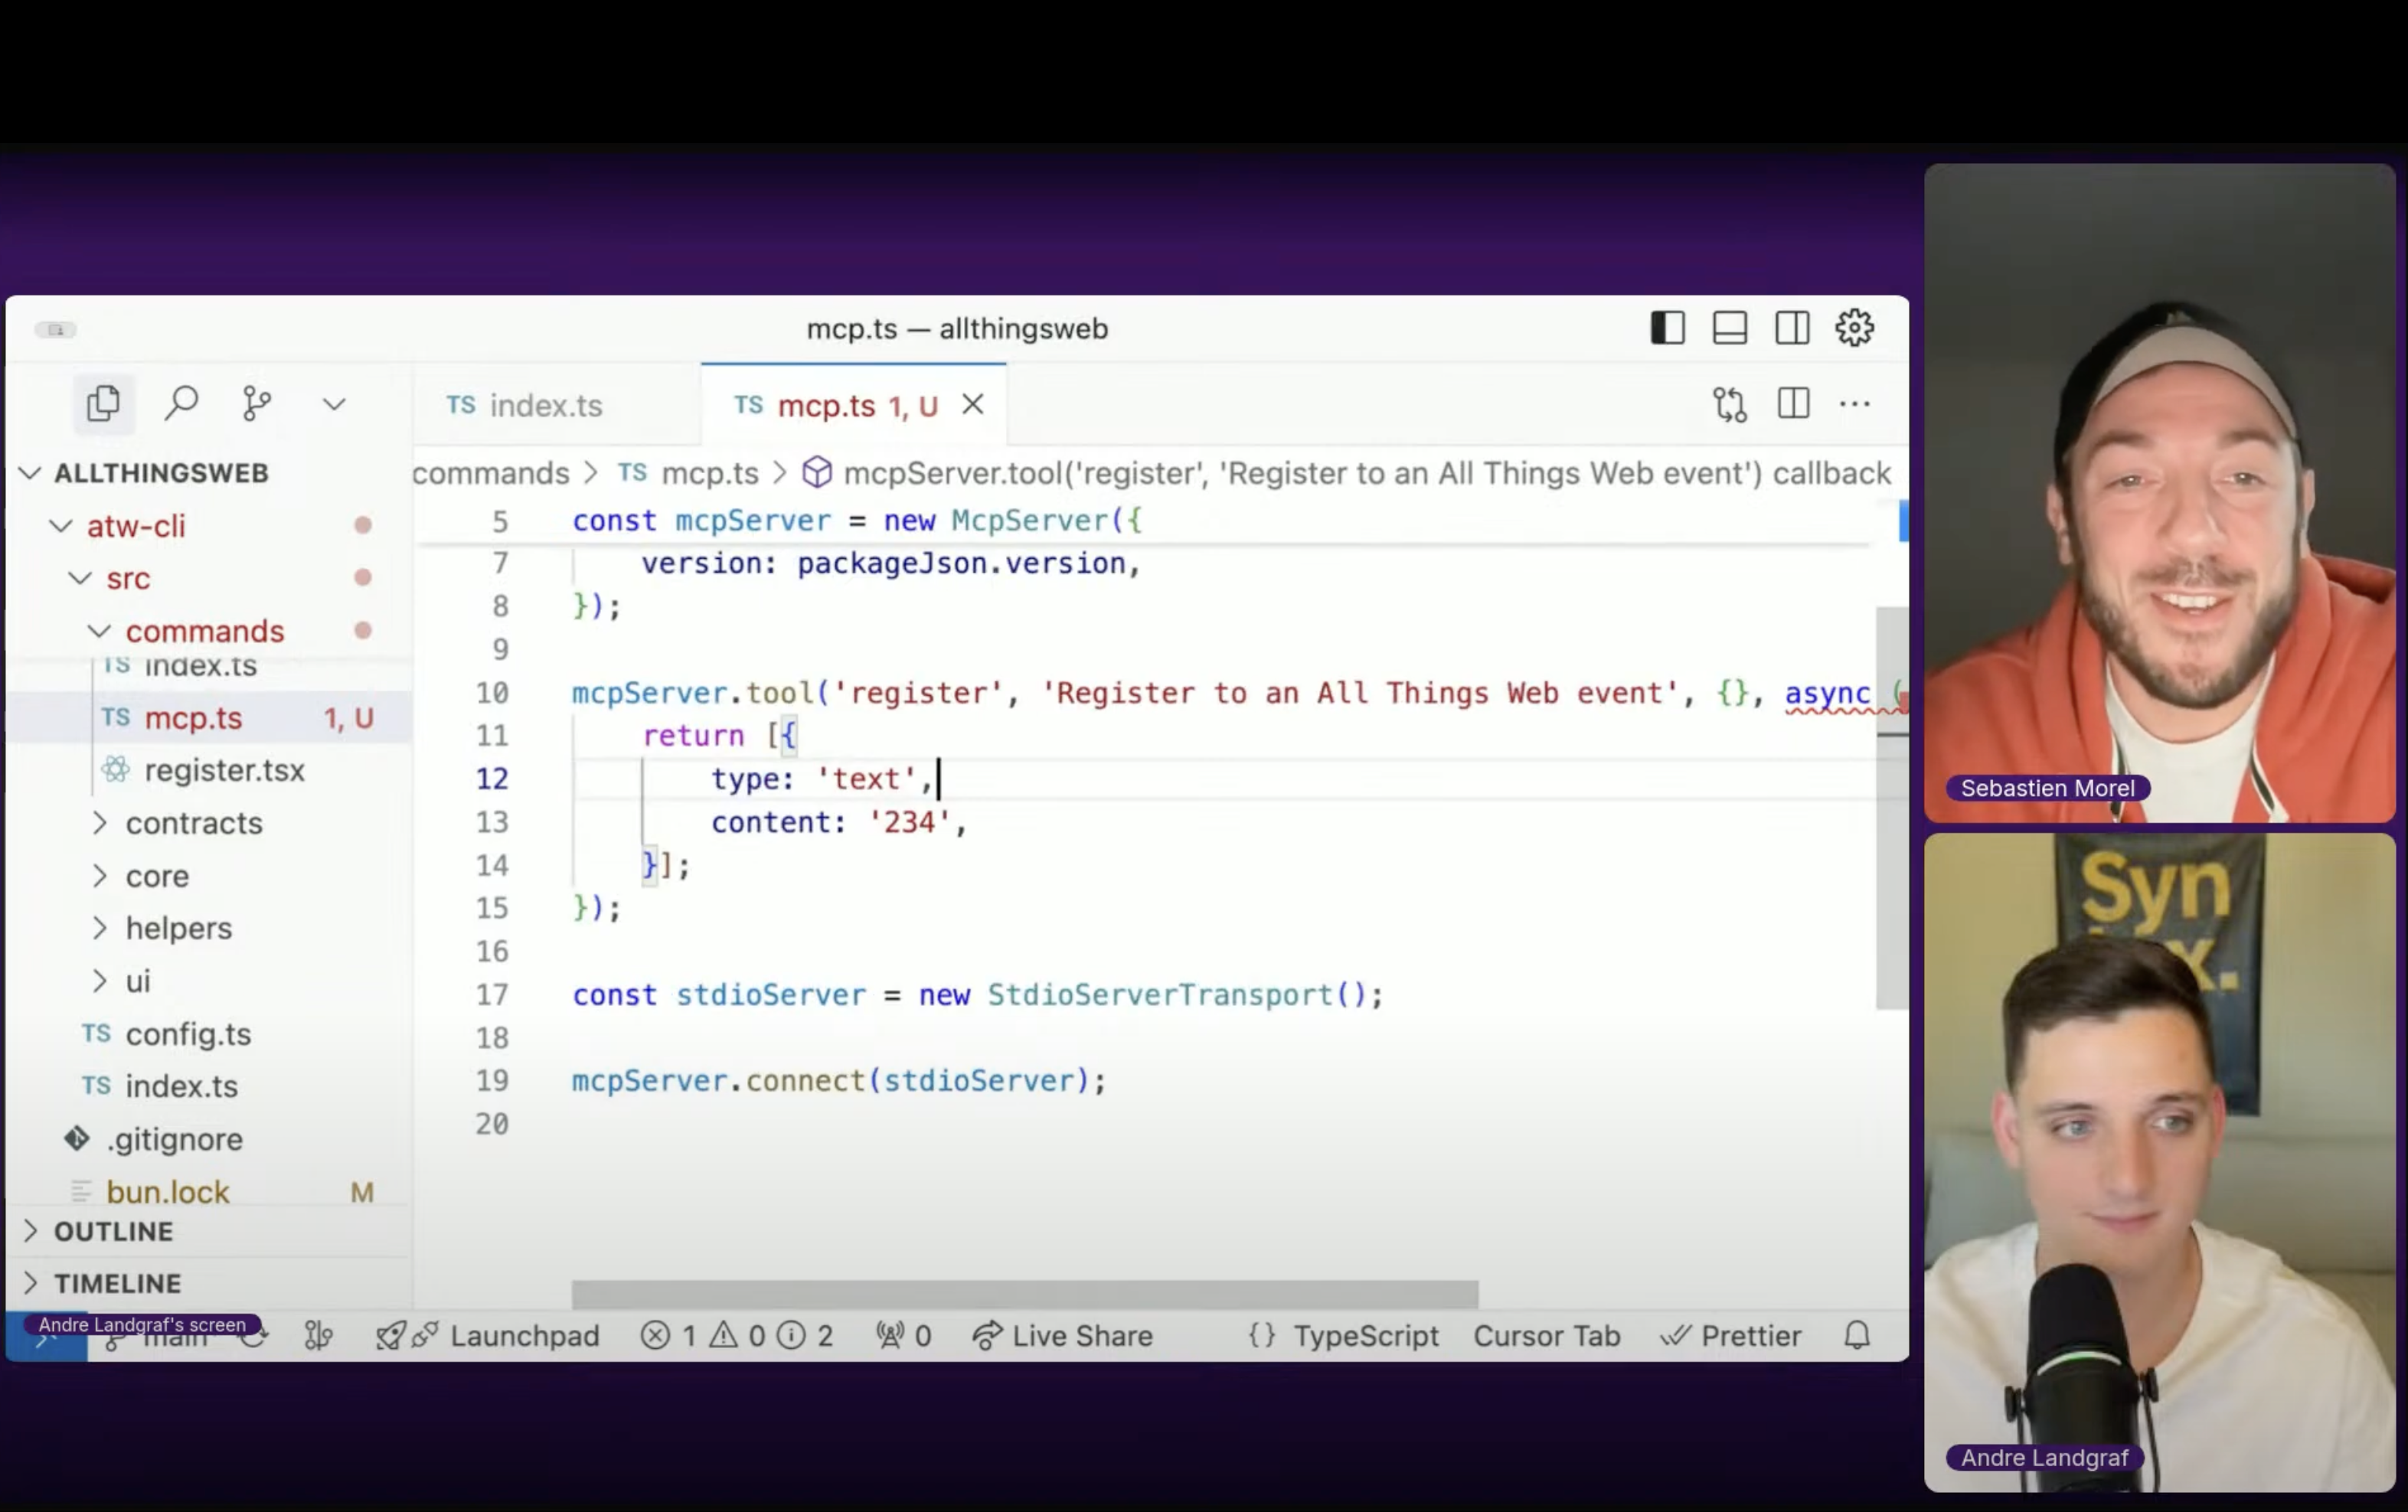 mcp.ts — allthingsweb
TS index.ts
TS mcp.ts 1, U
ALLTHINGSWEB
atw-cli
src
commands
TS index.ts
TS mcp.ts 1, U
register.tsx
contracts
core
helpers
ui
TS config.ts
TS index.ts
.gitignore
bun.lock M
OUTLINE
TIMELINE
commands > TS mcp.ts > mcpServer.tool('register', 'Register to an All Things Web event') callback
5 const mcpServer = new McpServer({
7 version: packageJson.version,
8 });
9
10 mcpServer.tool('register', 'Register to an All Things Web event', {}, async (
11 return [{
12 type: 'text',
13 content: '234',
14 }];
15 });
16
17 const stdioServer = new StdioServerTransport();
18
19 mcpServer.connect(stdioServer);
20
Andre Landgraf's screen
main Launchpad 1 0 2 0 Live Share {} TypeScript Cursor Tab Prettier
Sebastien Morel
Syn
x.
Andre Landgraf